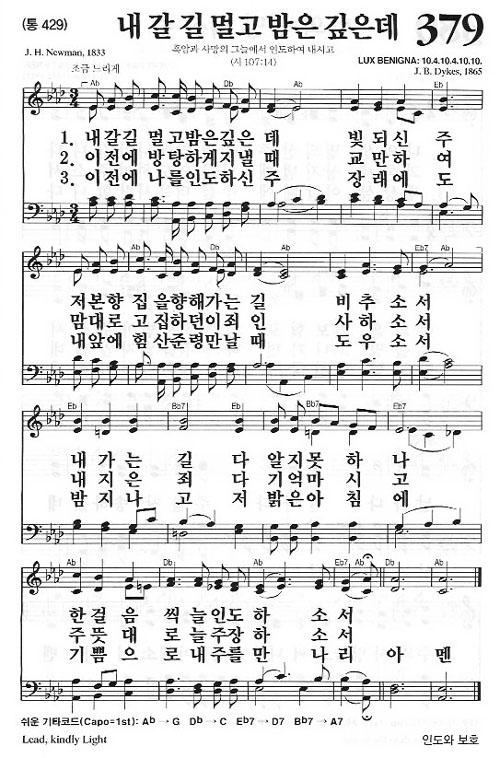 (통 429)
내 갈 길 멀고 밤은 깊은데 379
흑암과 사망의 그늘에서 인도하여 내시고
J. H. Newman, 1833
(시 107:14)
LUX BENIGNA: 10.4.10.4.10.10.
J. B. Dykes, 1865
조금 느리게
Ab Db Ab
1. 내갈길 멀고밤은깊은 데 빛되신 주
2. 이전에 방탕하게지낼 때 교만하 여
3. 이전에 나를인도하신 주 장래에 도
Ab Db Ab Eb7 Ab
저본향 집을향해가는 길 비추소 서
맘대로 고집하던이죄 인 사하소 서
내앞에 험산준령만날 때 도우소 서
Eb Bb7 Eb Eb7
내 가 는 길 다 알지못 하 나
내 지 은 죄 다 기억마 시 고
밤 지 나 고 저 밝은아 침 에
Ab Db Ab Eb7 Ab Db Ab
한 걸 음 씩 늘인도 하 소 서
주 뜻 대 로 늘주장 하 소 서
기 쁨 으 로 내주를 만 나 리 아 멘
쉬운 기타코드(Capo=1st): Ab → G Db → C Eb7 → D7 Bb7 → A7
Lead, kindly Light
인도와 보호